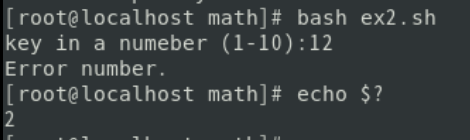 [root@localhost math]# bash ex2.sh
key in a numeber (1-10):12
Error number.
[root@localhost math]# echo $?
2